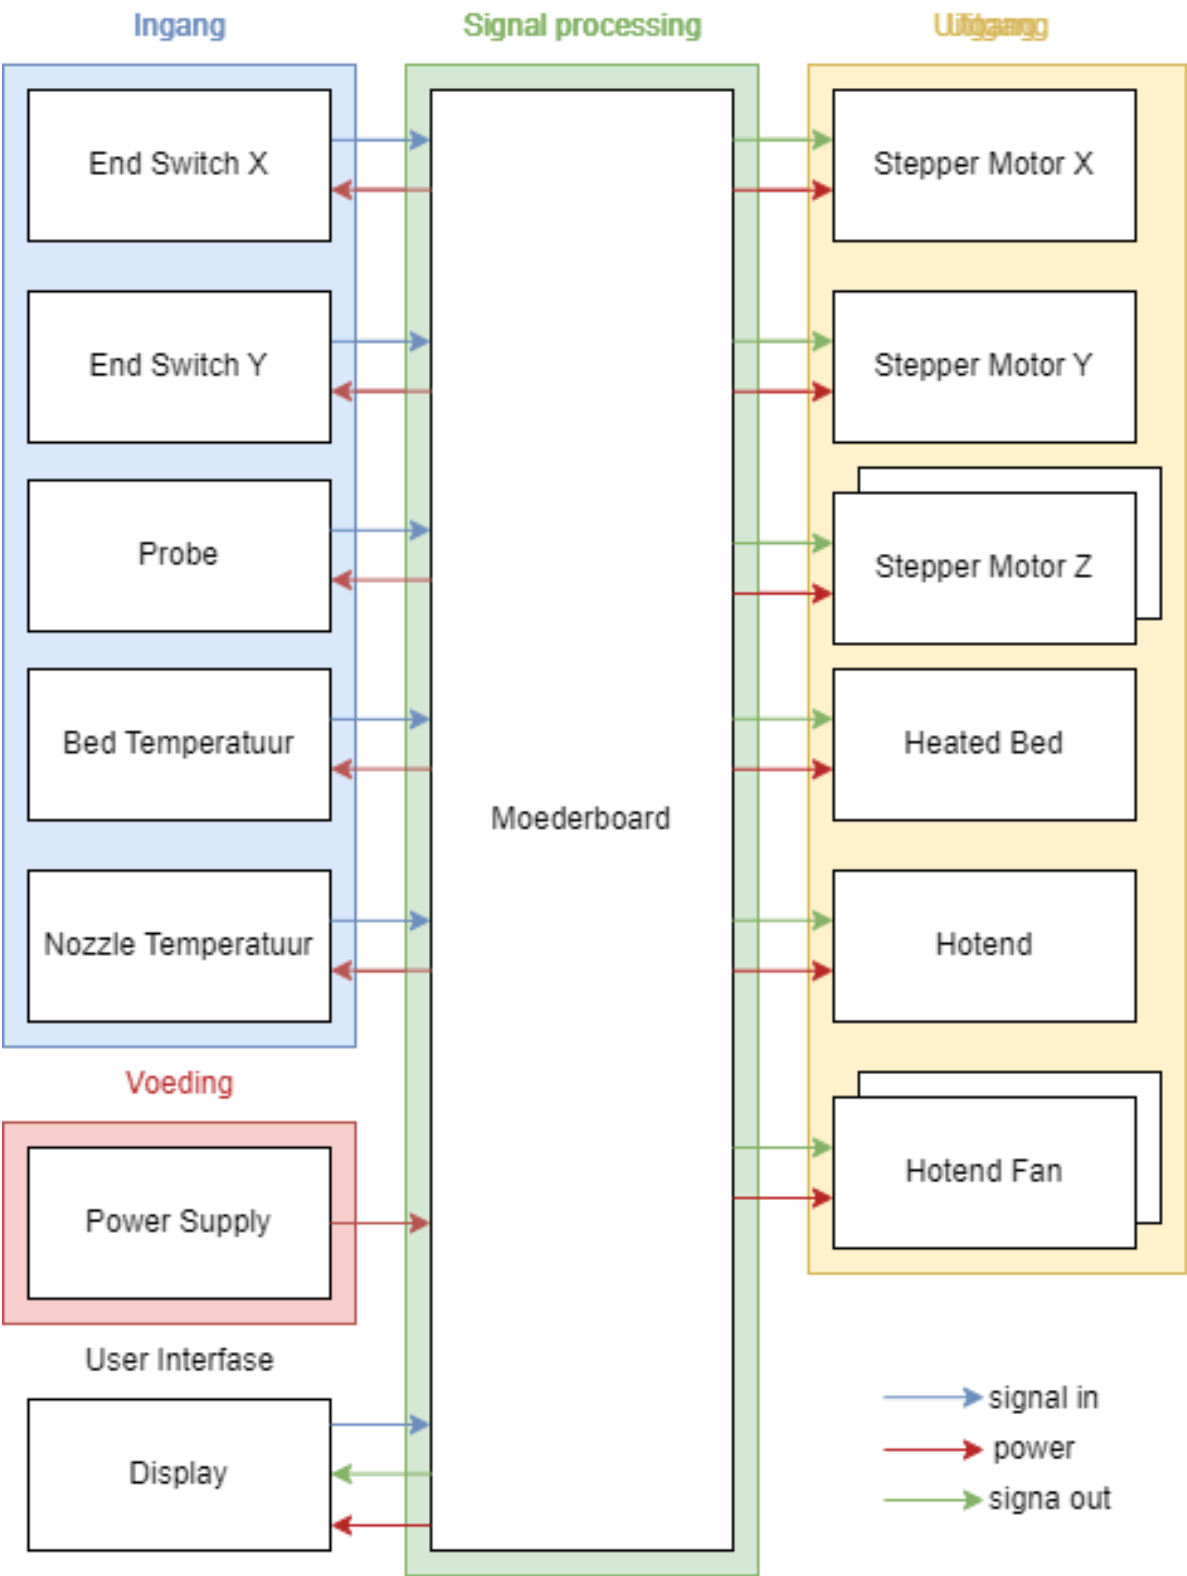 Ingang
Signal processing
End Switch X
Stepper Motor X
End Switch Y
Stepper Motor Y
Probe
Stepper Motor Z
Bed Temperatuur
Heated Bed
Moederboard
Nozzle Temperatuur
Hotend
Voeding
Hotend Fan
Power Supply
User Interfase
Display
signal in
power
signa out